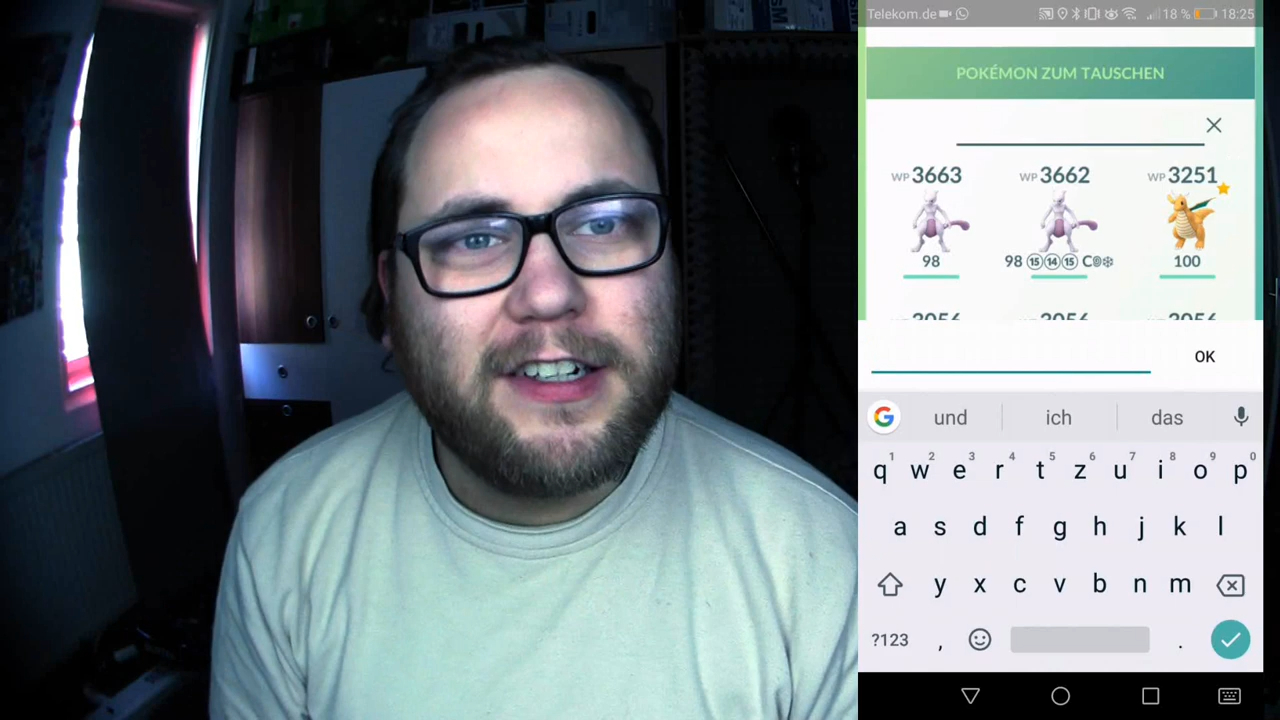 Telekom.de 18 % 18:25
POKÉMON ZUM TAUSCHEN
WP 3663 WP 3662 WP 3251
98 98 15 14 15 C 100
OK
und ich das
1 2 3 4 5 6 7 8 9 0
q w e r t z u i o p
a s d f g h j k l
y x c v b n m
?123 , .